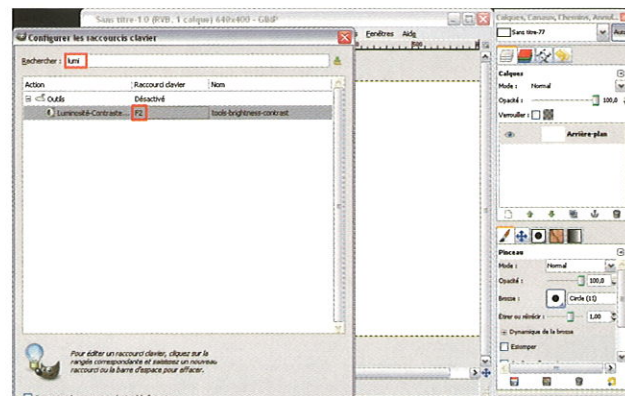 Sans titre-1.0 (RVB, 1 calque) 640x400 - GIMP
Configurer les raccourcis clavier
Rechercher : lumi
Action Raccourci clavier Nom
Outils Désactivé
Luminosité-Contraste... F2 tools-brightness-contrast
Pour éditer un raccourci clavier, cliquez sur la
rangée correspondante et saisissez un nouveau
raccourci ou la barre d'espace pour effacer.
Fenêtres Aide
500
Calques, Canaux, Chemins, Annul...
Sans titre-77
Auto
Calques
Mode : Normal
Opacité : 100,0
Verrouiller :
Arrière-plan
Pinceau
Mode : Normal
Opacité : 100,0
Brosse : Circle (11)
Étirer ou rétrécir : 1,00
Dynamique de la brosse
Estomper